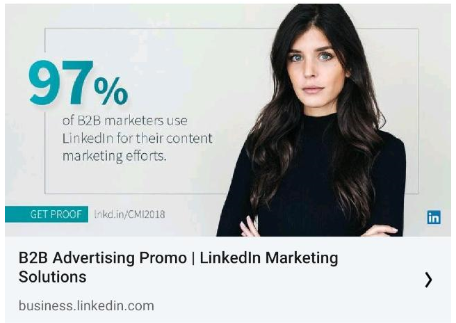 97%
of B2B marketers use
LinkedIn for their content
marketing efforts.
GET PROOF lnkd.in/CMI2018
in
B2B Advertising Promo | LinkedIn Marketing
Solutions
business.linkedin.com